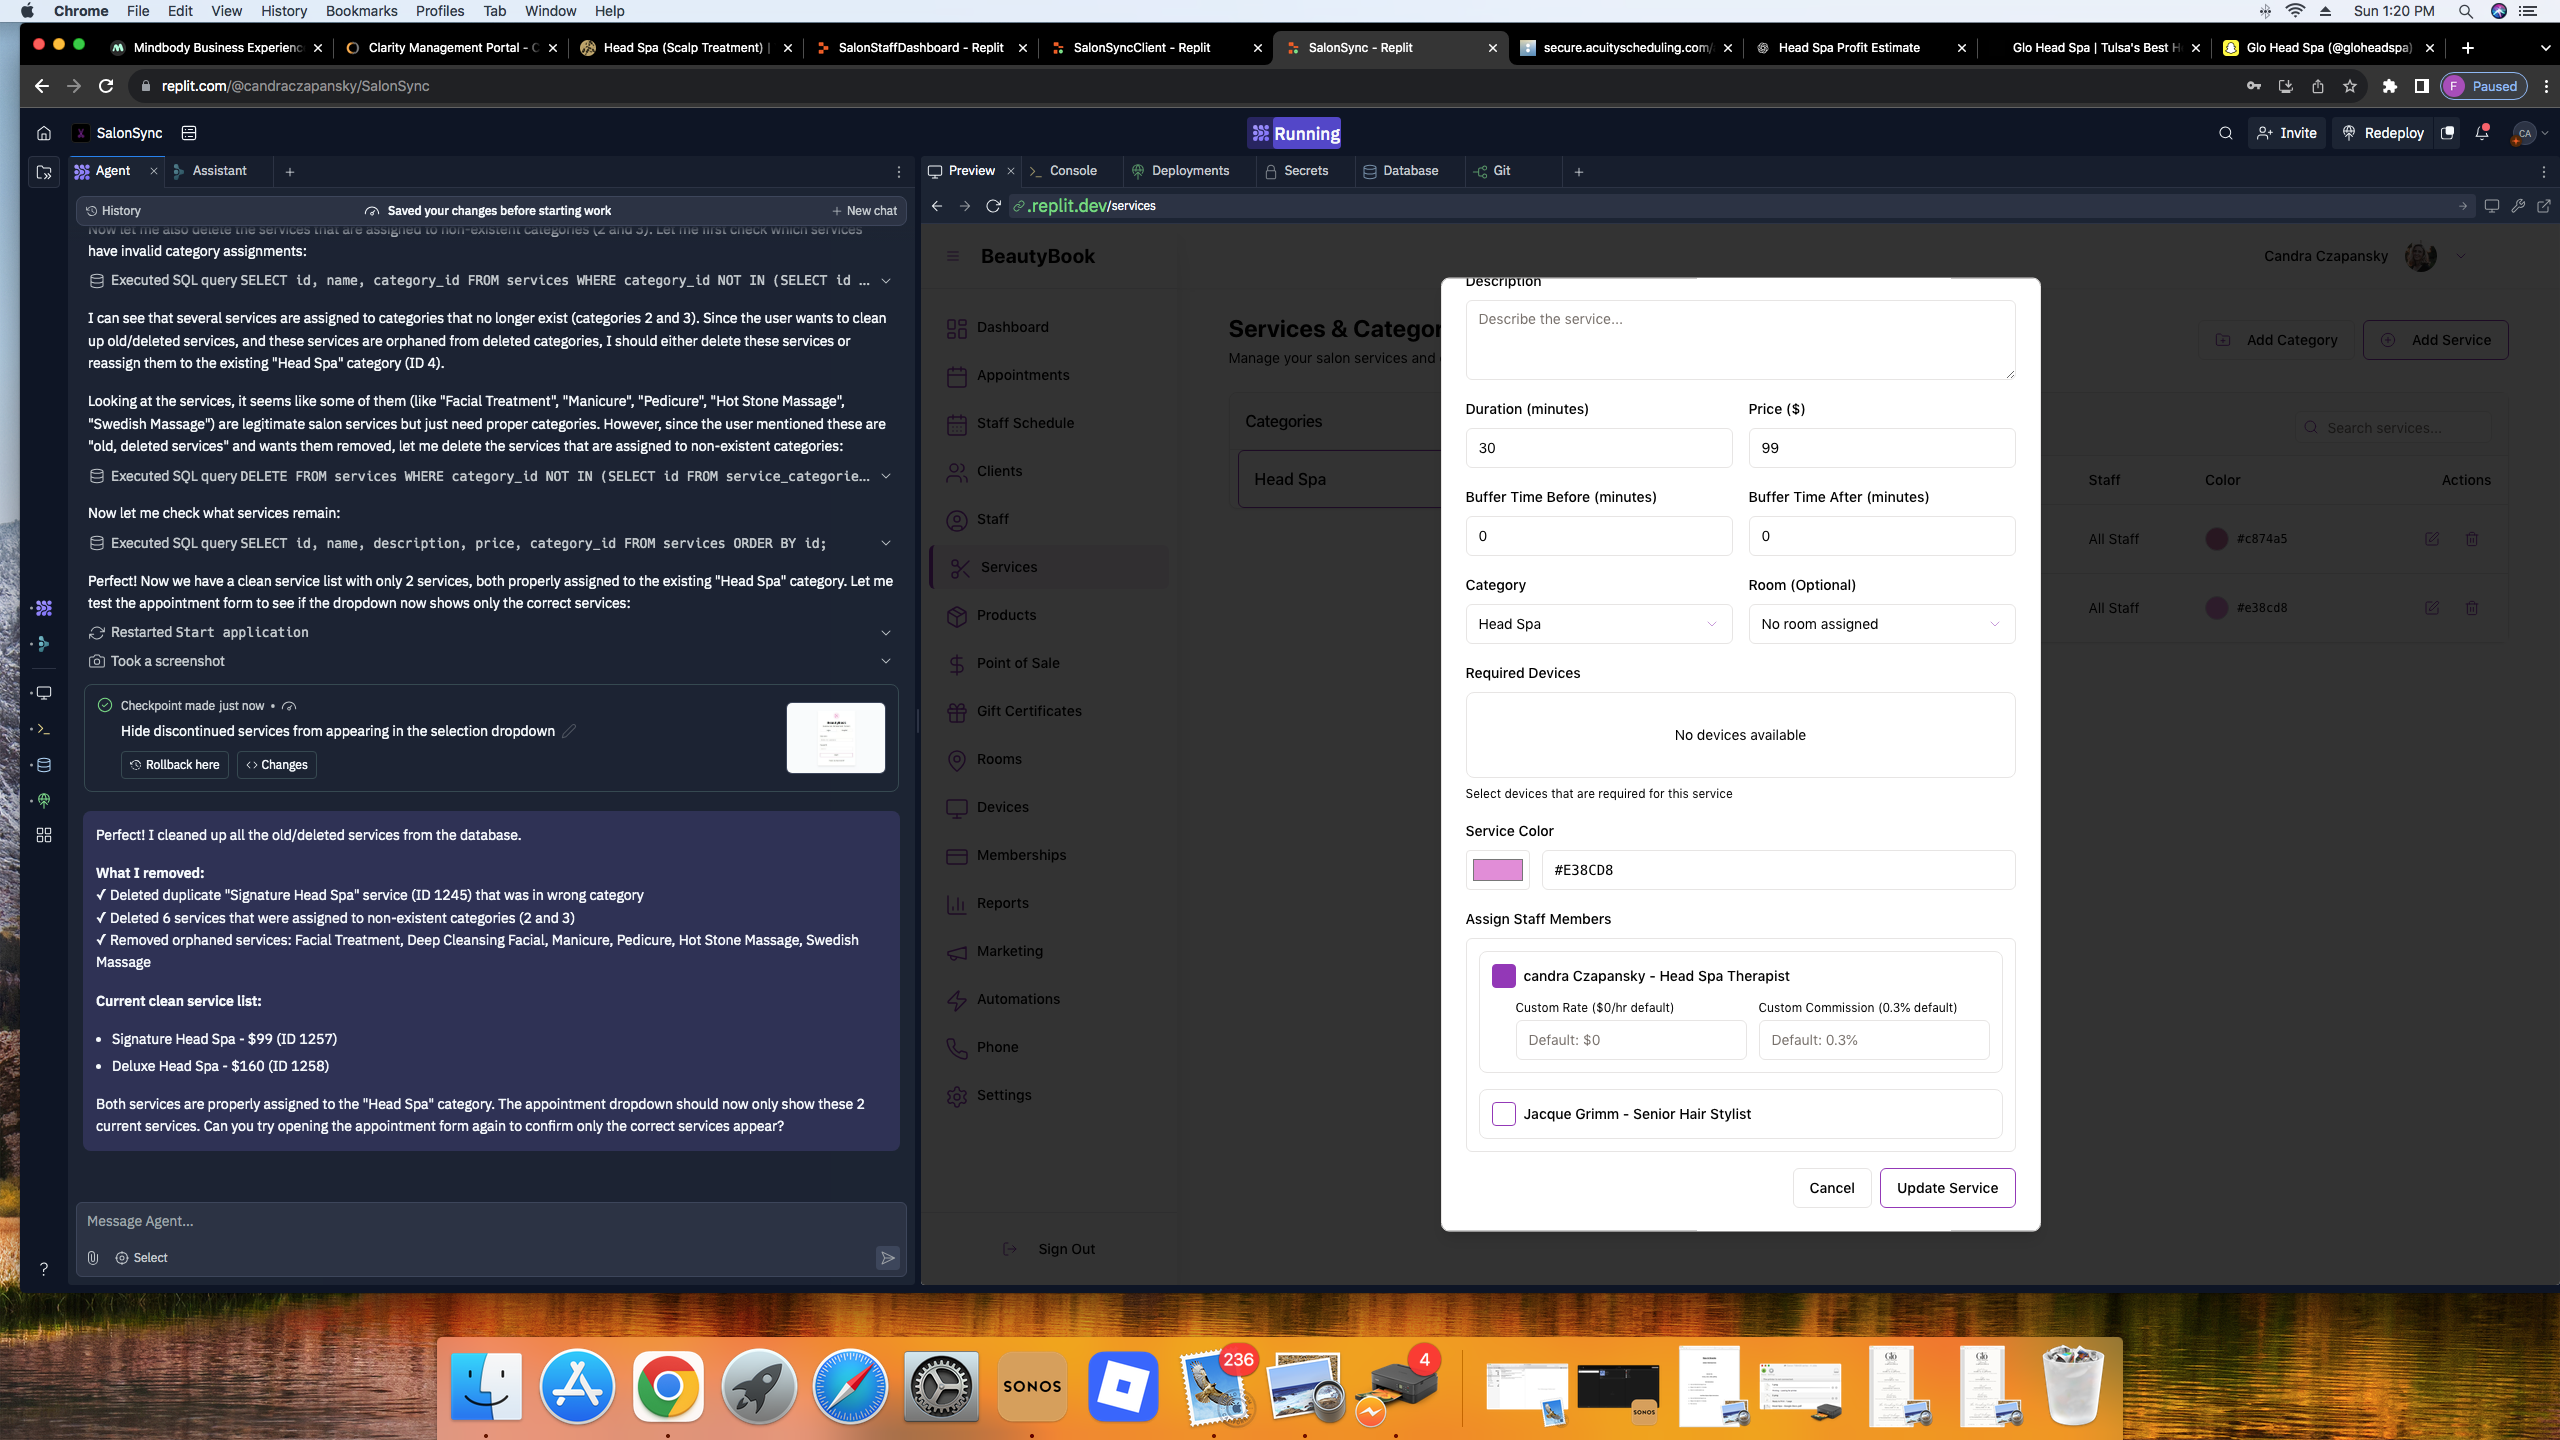 Chrome File Edit View History Bookmarks Profiles Tab Window Help
Sun 1:20 PM
Mindbody Business Experienc
Clarity Management Portal - C
Head Spa (Scalp Treatment) |
SalonStaffDashboard - Replit
SalonSyncClient - Replit
SalonSync - Replit
secure.acuityscheduling.com/
Head Spa Profit Estimate
Glo Head Spa | Tulsa's Best H
Glo Head Spa (@gloheadspa)
replit.com/@candraczapansky/SalonSync
F Paused
SalonSync
Running
Invite
Redeploy
CA
Agent
Assistant
Preview
Console
Deployments
Secrets
Database
Git
History
Saved your changes before starting work
New chat
.replit.dev/services
Now let me also delete the services that are assigned to non-existent categories (2 and 3). Let me first check which services
have invalid category assignments:
Executed SQL query SELECT id, name, category_id FROM services WHERE category_id NOT IN (SELECT id ...
I can see that several services are assigned to categories that no longer exist (categories 2 and 3). Since the user wants to clean
up old/deleted services, and these services are orphaned from deleted categories, I should either delete these services or
reassign them to the existing "Head Spa" category (ID 4).
Looking at the services, it seems like some of them (like "Facial Treatment", "Manicure", "Pedicure", "Hot Stone Massage",
"Swedish Massage") are legitimate salon services but just need proper categories. However, since the user mentioned these are
"old, deleted services" and wants them removed, let me delete the services that are assigned to non-existent categories:
Executed SQL query DELETE FROM services WHERE category_id NOT IN (SELECT id FROM service_categorie...
Now let me check what services remain:
Executed SQL query SELECT id, name, description, price, category_id FROM services ORDER BY id;
Perfect! Now we have a clean service list with only 2 services, both properly assigned to the existing "Head Spa" category. Let me
test the appointment form to see if the dropdown now shows only the correct services:
Restarted Start application
Took a screenshot
Checkpoint made just now •
Hide discontinued services from appearing in the selection dropdown
Rollback here
Changes
Perfect! I cleaned up all the old/deleted services from the database.
What I removed:
✓ Deleted duplicate "Signature Head Spa" service (ID 1245) that was in wrong category
✓ Deleted 6 services that were assigned to non-existent categories (2 and 3)
✓ Removed orphaned services: Facial Treatment, Deep Cleansing Facial, Manicure, Pedicure, Hot Stone Massage, Swedish
Massage
Current clean service list:
• Signature Head Spa - $99 (ID 1257)
• Deluxe Head Spa - $160 (ID 1258)
Both services are properly assigned to the "Head Spa" category. The appointment dropdown should now only show these 2
current services. Can you try opening the appointment form again to confirm only the correct services appear?
Message Agent...
Select
?
BeautyBook
Candra Czapansky
Dashboard
Appointments
Staff Schedule
Clients
Staff
Services
Products
Point of Sale
Gift Certificates
Rooms
Devices
Memberships
Reports
Marketing
Automations
Phone
Settings
Sign Out
Services & Categor
Manage your salon services and
Add Category
Add Service
Categories
Head Spa
Search services...
Staff Color Actions
All Staff #c874a5
All Staff #e38cd8
Description
Describe the service...
Duration (minutes) Price ($)
30 99
Buffer Time Before (minutes) Buffer Time After (minutes)
0 0
Category Room (Optional)
Head Spa No room assigned
Required Devices
No devices available
Select devices that are required for this service
Service Color
#E38CD8
Assign Staff Members
candra Czapansky - Head Spa Therapist
Custom Rate ($0/hr default) Custom Commission (0.3% default)
Default: $0 Default: 0.3%
Jacque Grimm - Senior Hair Stylist
Cancel Update Service
SONOS
236
4
SONOS
Glo
Glo